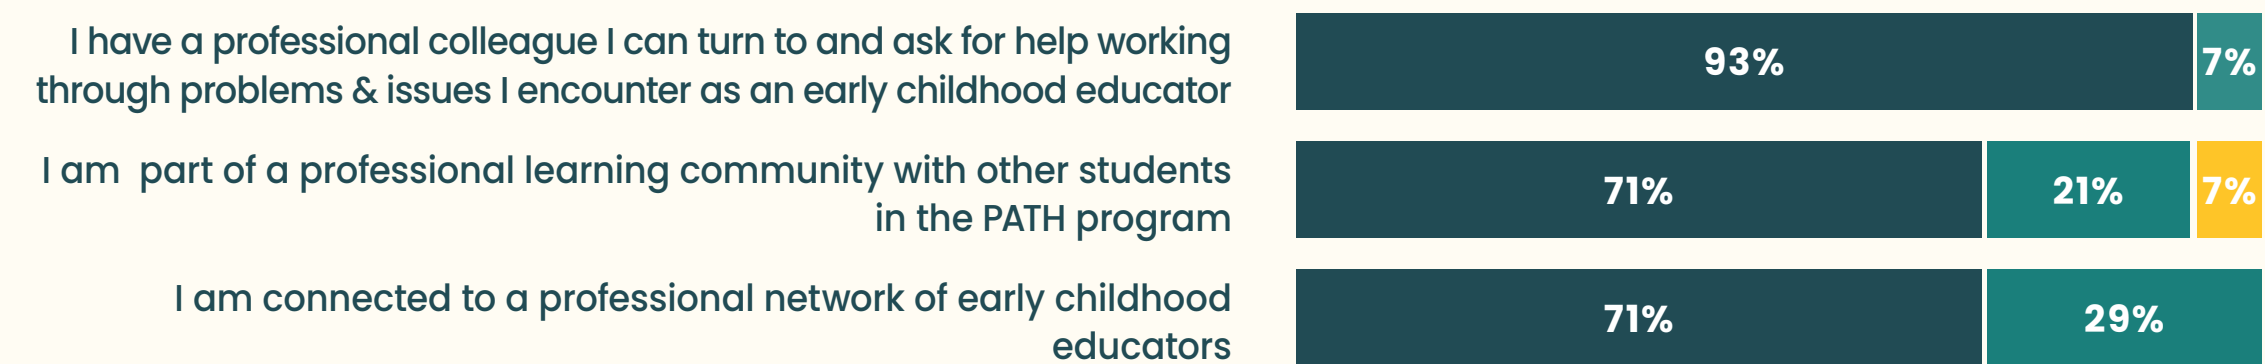 I have a professional colleague I can turn to and ask for help working
through problems & issues I encounter as an early childhood educator
93% 7%
I am  part of a professional learning community with other students
in the PATH program
71% 21% 7%
I am connected to a professional network of early childhood
educators
71% 29%